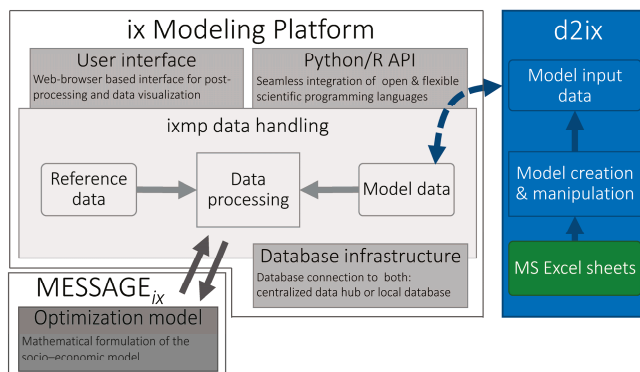 ix Modeling Platform
User interface
Web-browser based interface for post-
processing and data visualization
Python/R API
Seamless integration of open & flexible
scientific programming languages
ixmp data handling
Reference
data
Data
processing
Model data
Database infrastructure
Database connection to both:
centralized data hub or local database
MESSAGEix
Optimization model
Mathematical formulation of the
socio–economic model
d2ix
Model input
data
Model creation
& manipulation
MS Excel sheets